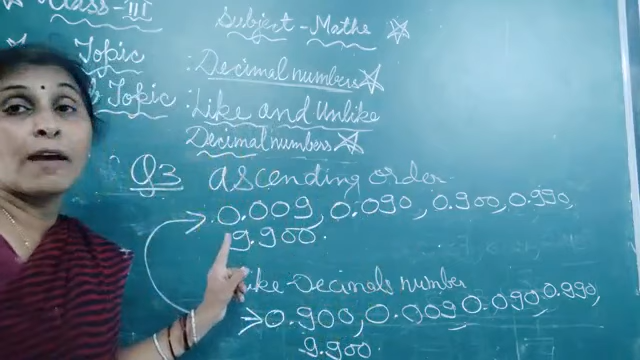 Class-III
Subject-Maths
Topic
:Decimal numbers
Topic :Like and Unlike
Decimal numbers
Q3 ascending order.
0.009, 0.090, 0.900, 0.990,
9.900.
Like-Decimals number
0.900, 0.009, 0.090, 0.990,
9.900